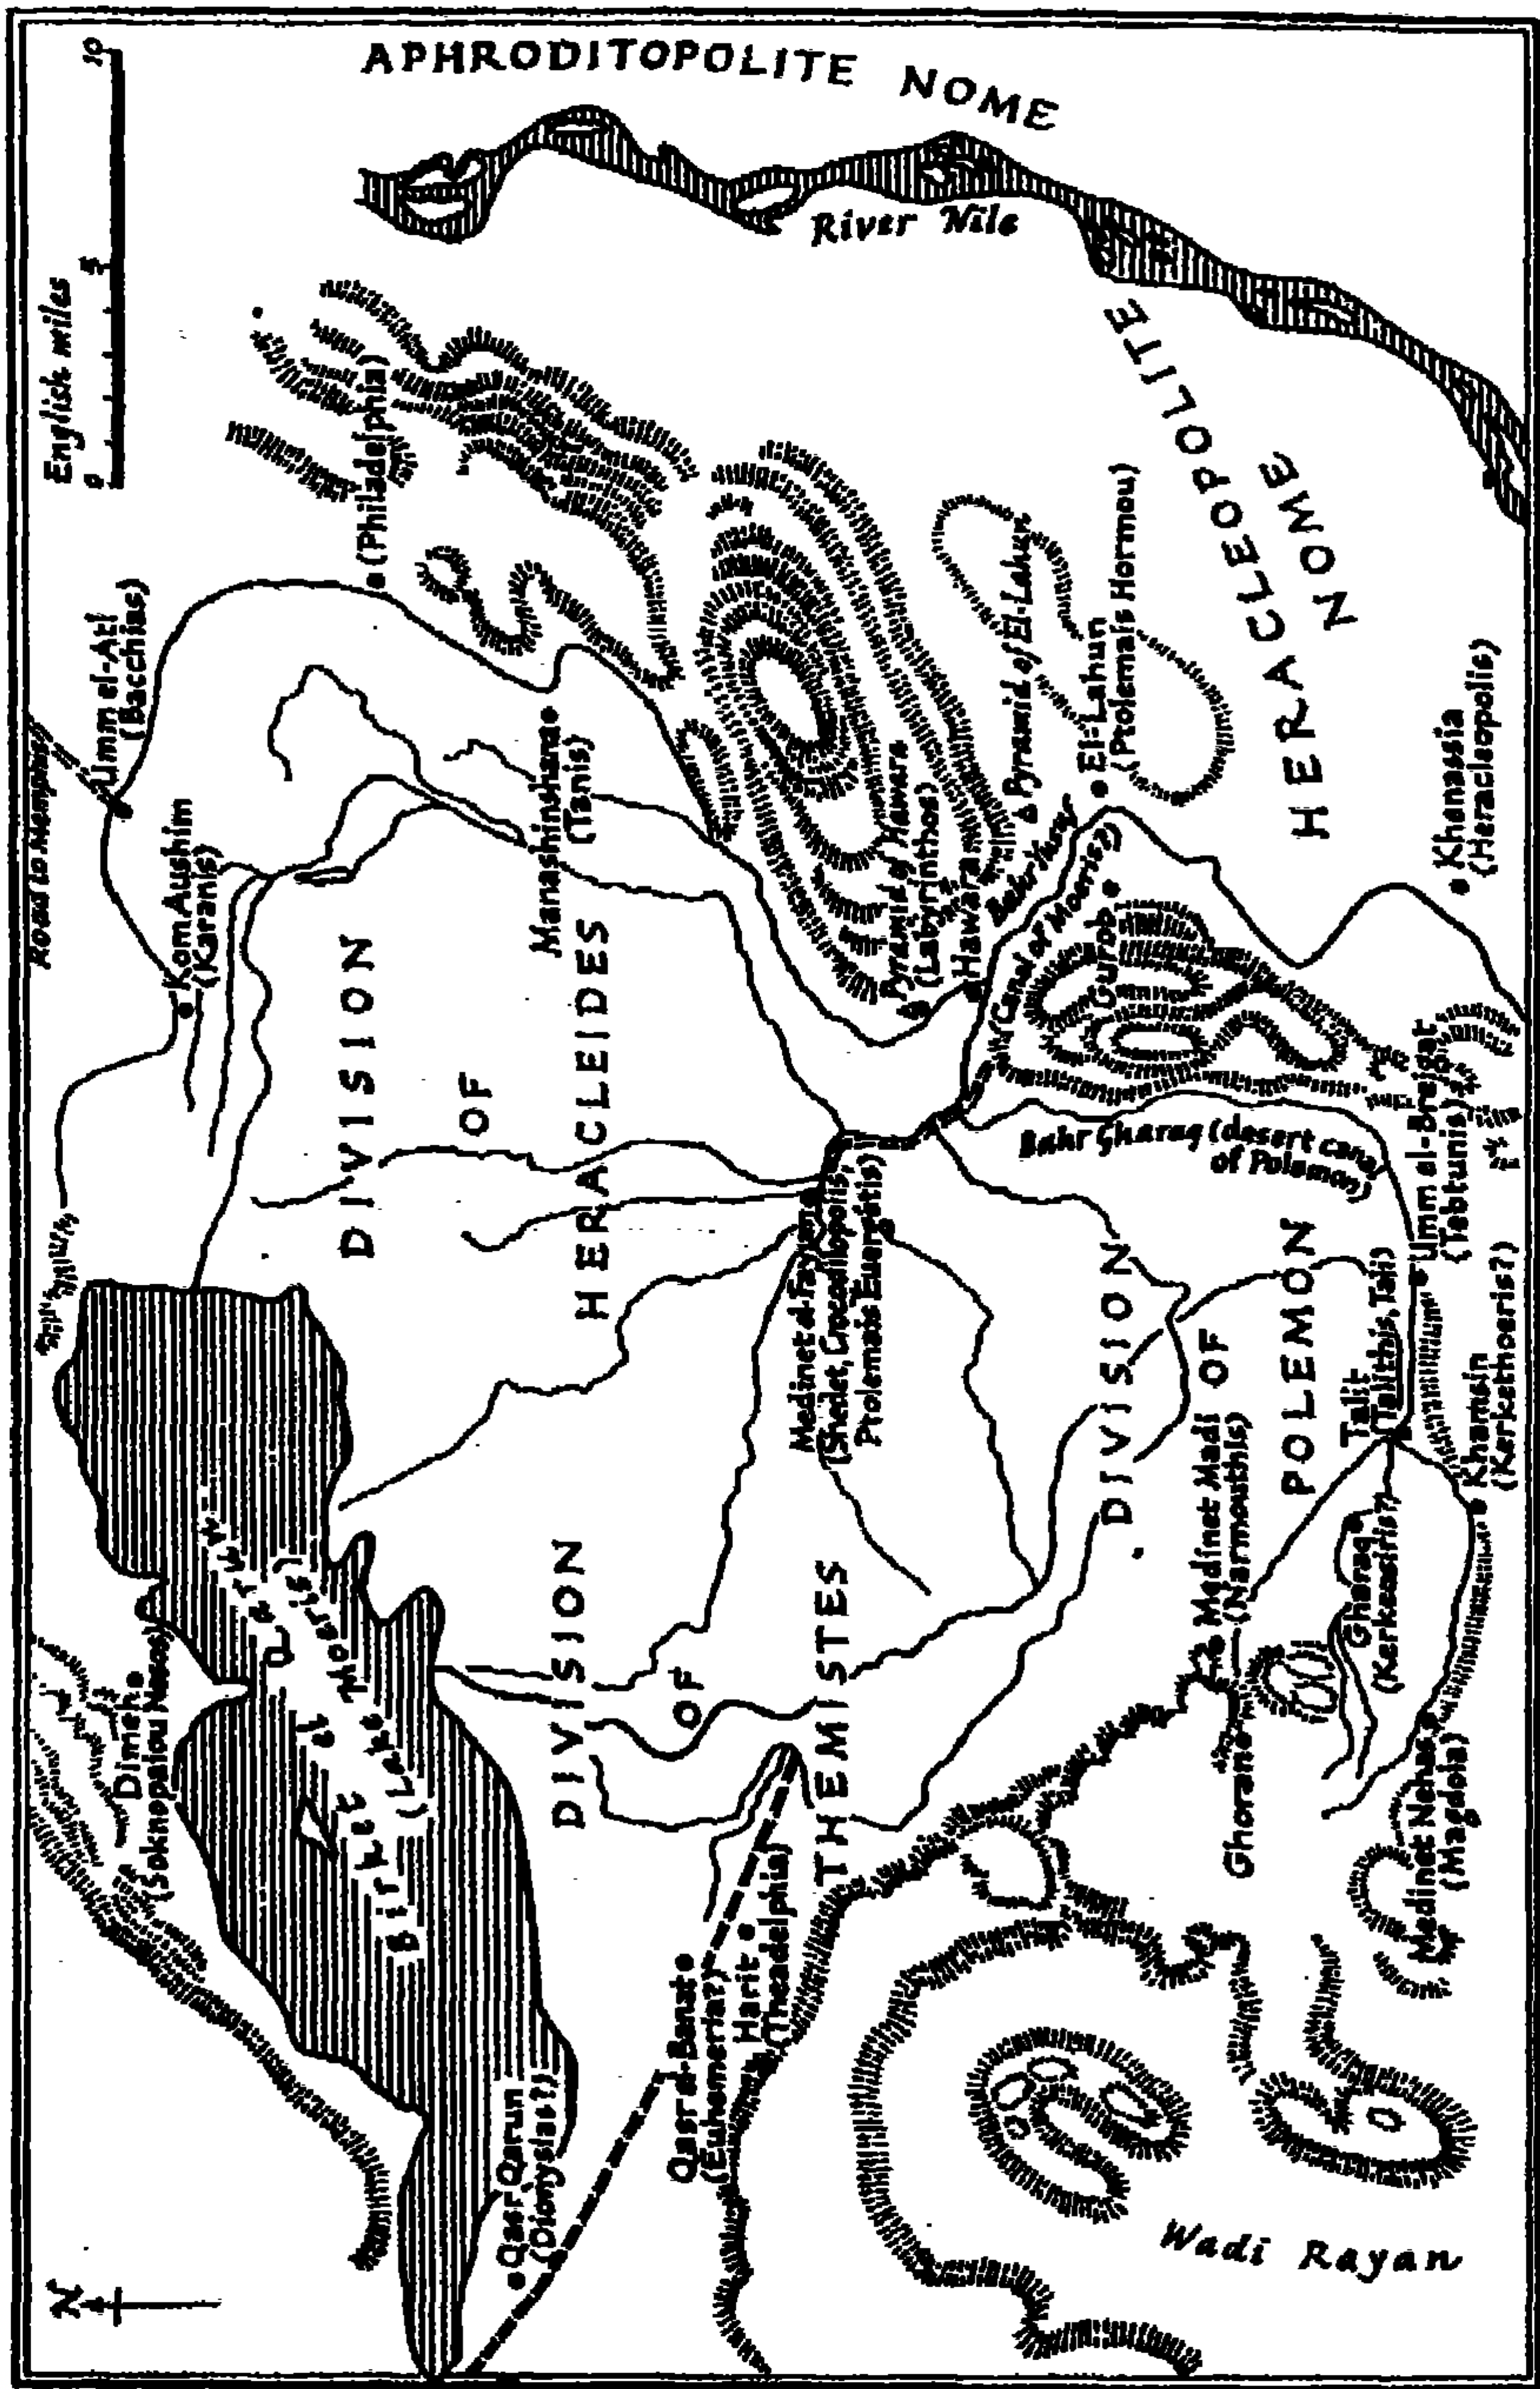 N
English miles
0
5
10
APHRODITOPOLITE NOME
River Nile
Road to Memphis
Umm el-Atl
(Bacchias)
Kom Aushim
(Karanis)
(Philadelphia)
DIVISION
OF
HERACLEIDES
Manashinshana
(Tanis)
Dimeh
(Soknopaiou Nesos)
Birket el Qarun
(Lake Moeris)
Qasr Qarun
(Dionysias?)
Qasr el-Banat
(Euhemeria?)
Harit
(Theadelphia)
DIVISION
OF
THEMISTES
Medinet el-Fayum
(Shedet, Crocodilopolis,
Ptolemais Euergetis)
Pyramid of Hawara
(Labyrinthos)
Hawara
Bahr Yusuf
(Canal of Moeris?)
Pyramid of El-Lahun
El-Lahun
(Ptolemais Hormou)
Gurob
HERACLEOPOLITE
NOME
Khenassia
(Heracleopolis)
Bahr Gharaq (desert canal
of Polemon)
DIVISION
OF
POLEMON
Medinet Madi
(Narmouthis)
Talit
(Talithis, Tali)
Umm el-Breigat
(Tebtunis)
Khamsin
(Kerkethoeris?)
Gharaq
(Kerkeosiris?)
Ghoran
Medinet Nehas
(Magdola)
Wadi Rayan